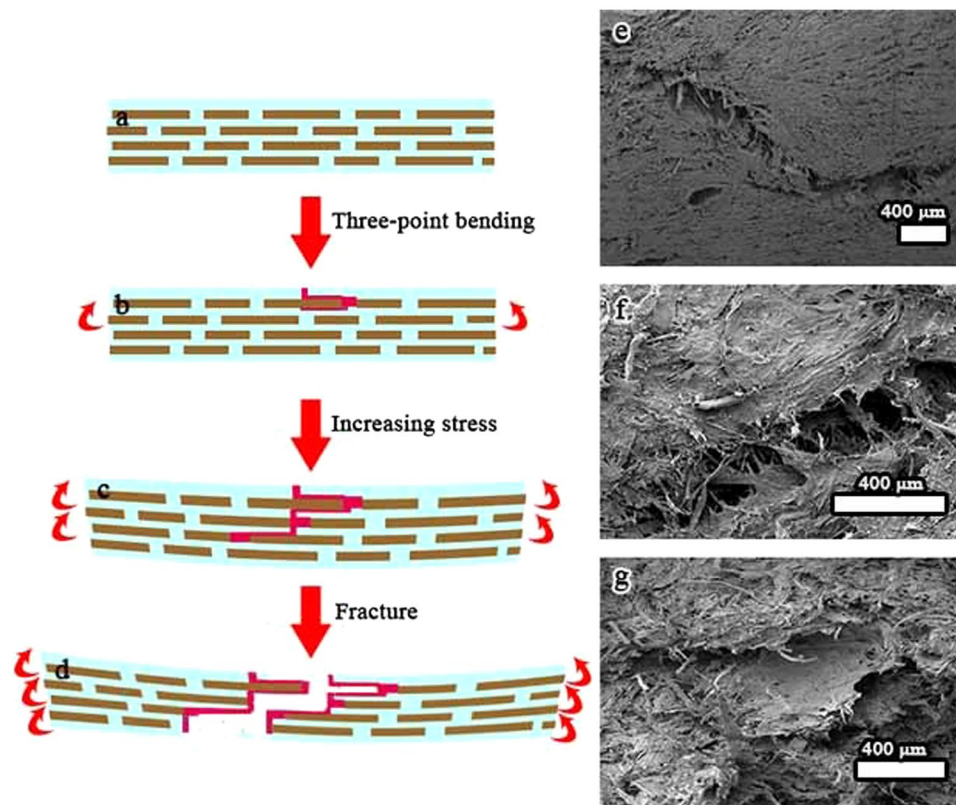 a
Three-point bending
b
Increasing stress
c
Fracture
d
e
400 μm
f
400 μm
g
400 μm